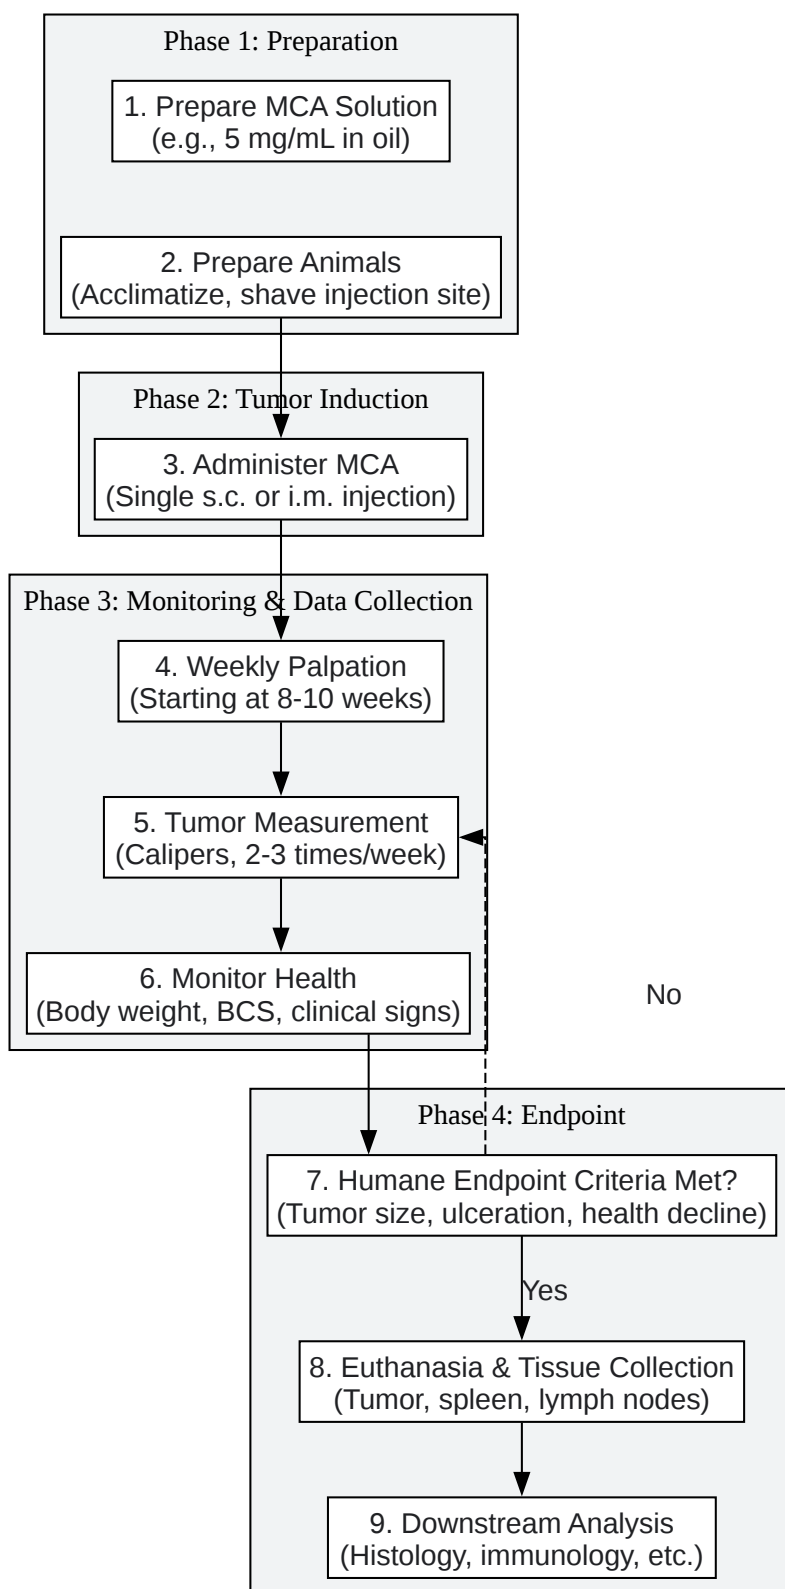 Phase 1: Preparation
1. Prepare MCA Solution
(e.g., 5 mg/mL in oil)
2. Prepare Animals
(Acclimatize, shave injection site)
Phase 2: Tumor Induction
3. Administer MCA
(Single s.c. or i.m. injection)
Phase 3: Monitoring & Data Collection
4. Weekly Palpation
(Starting at 8-10 weeks)
5. Tumor Measurement
(Calipers, 2-3 times/week)
6. Monitor Health
(Body weight, BCS, clinical signs)
No
Phase 4: Endpoint
7. Humane Endpoint Criteria Met?
(Tumor size, ulceration, health decline)
Yes
8. Euthanasia & Tissue Collection
(Tumor, spleen, lymph nodes)
9. Downstream Analysis
(Histology, immunology, etc.)